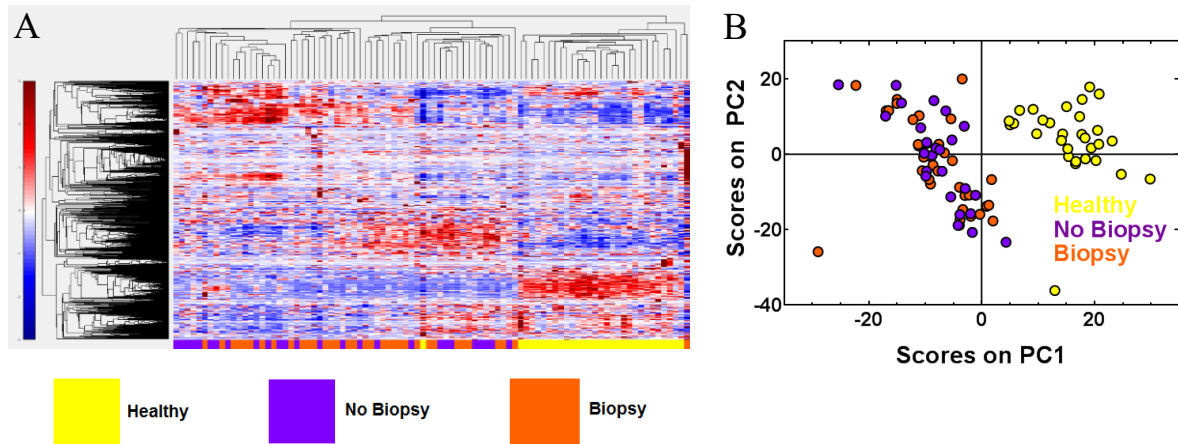 A
B
Scores on PC2
20
0
-20
-40
Healthy
No Biopsy
Biopsy
-20
0
20
Scores on PC1
Healthy
No Biopsy
Biopsy